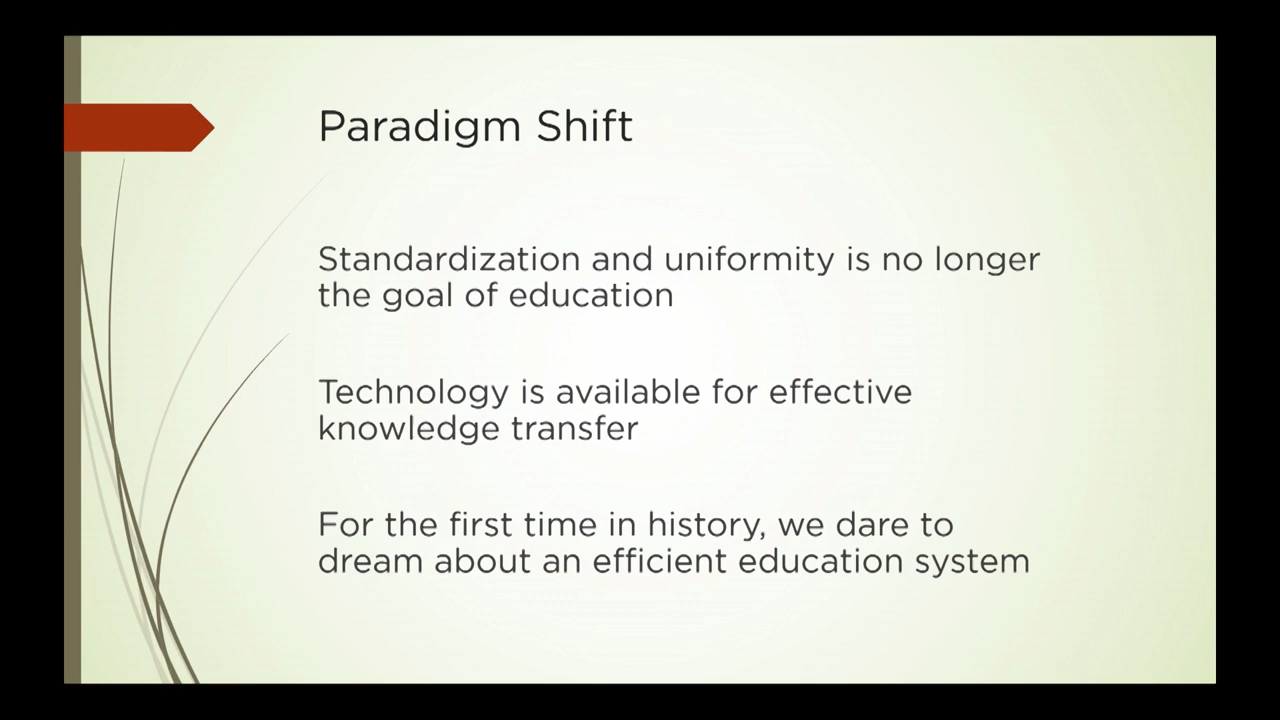 Paradigm Shift
Standardization and uniformity is no longer
the goal of education
Technology is available for effective
knowledge transfer
For the first time in history, we dare to
dream about an efficient education system